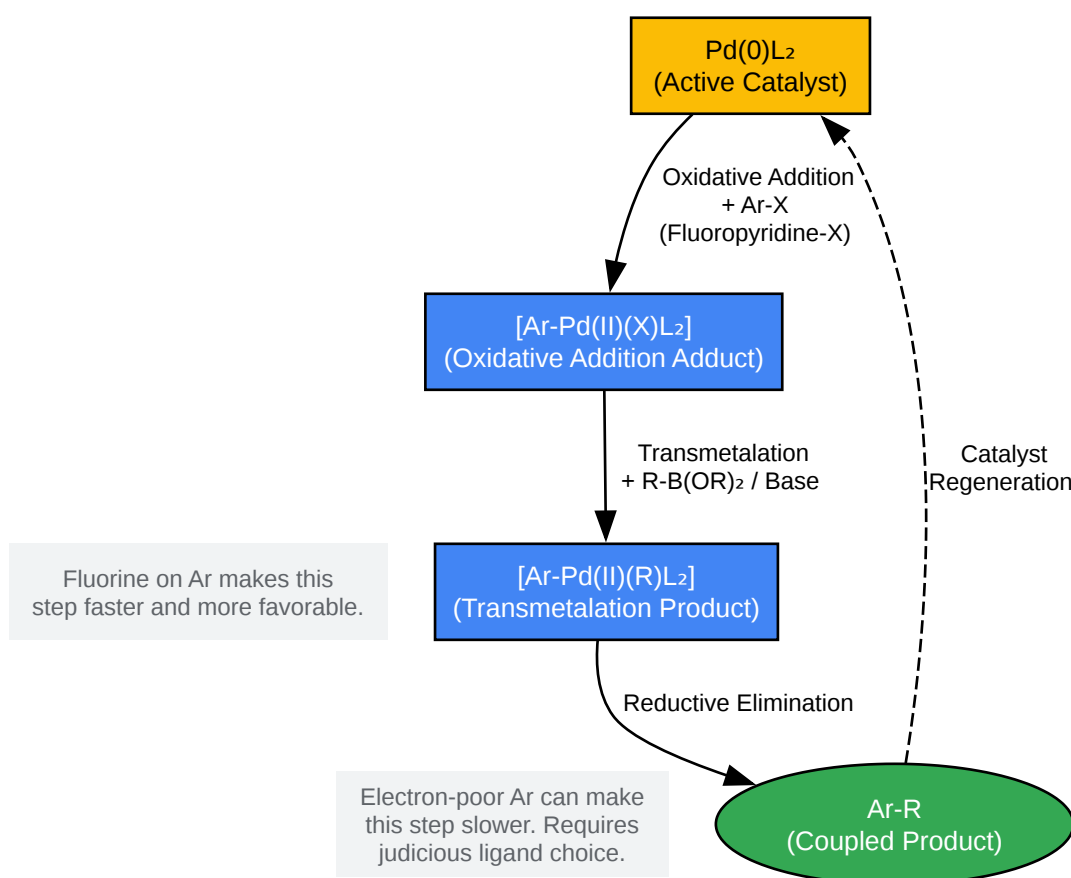 Pd(0)L₂
(Active Catalyst)
Oxidative Addition
+ Ar-X
(Fluoropyridine-X)
[Ar-Pd(II)(X)L₂]
(Oxidative Addition Adduct)
Transmetalation
+ R-B(OR)₂ / Base
Catalyst
Regeneration
Fluorine on Ar makes this
step faster and more favorable.
[Ar-Pd(II)(R)L₂]
(Transmetalation Product)
Reductive Elimination
Electron-poor Ar can make
this step slower. Requires
judicious ligand choice.
Ar-R
(Coupled Product)